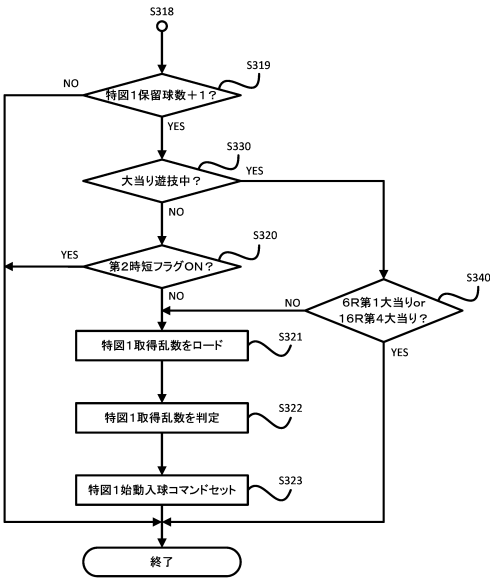 S318
S319
特図1保留球数+1?
NO
YES
S330
大当り遊技中?
YES
NO
S320
第2時短フラグON?
YES
NO
S340
6R第1大当りor
16R第4大当り?
NO
YES
S321
特図1取得乱数をロード
S322
特図1取得乱数を判定
S323
特図1始動入球コマンドセット
終了